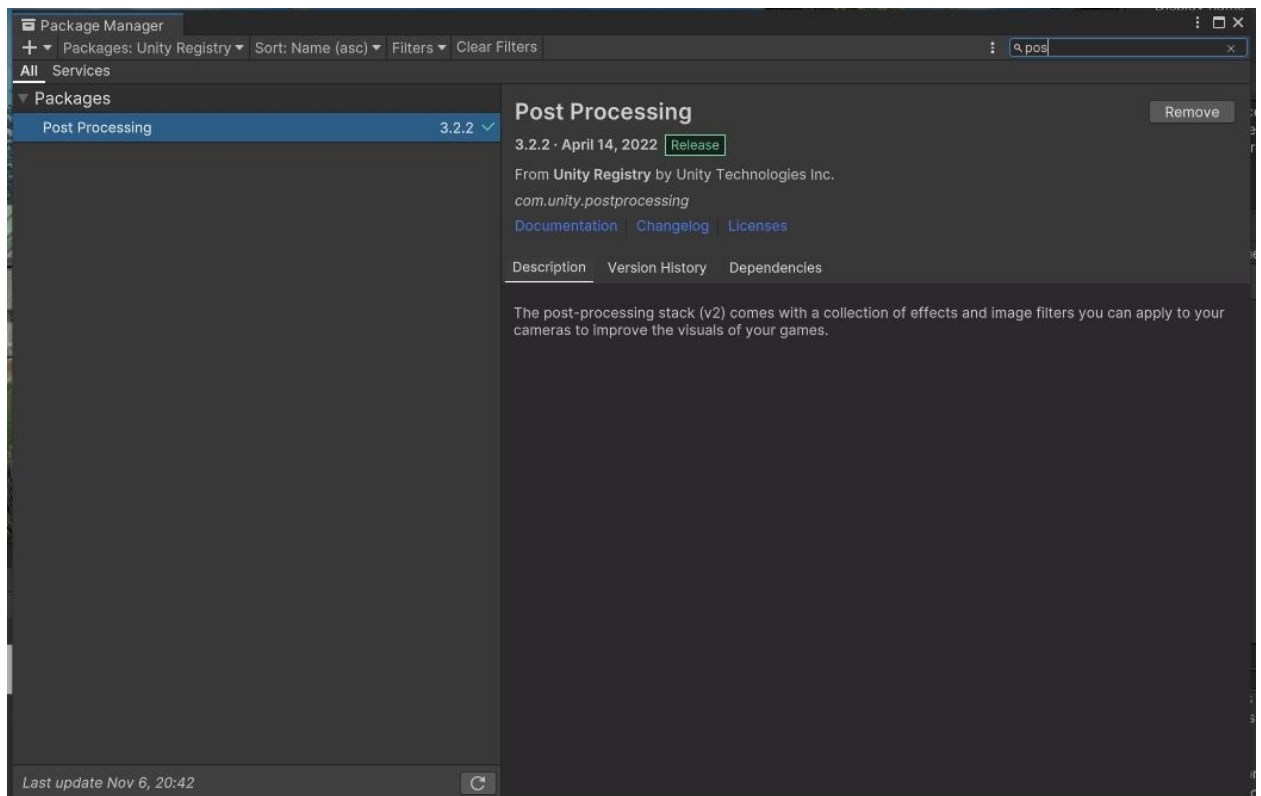 Package Manager
Packages: Unity Registry Sort: Name (asc) Filters Clear Filters pos
All Services
Packages
Post Processing 3.2.2
Post Processing
Remove
3.2.2 · April 14, 2022 Release
From Unity Registry by Unity Technologies Inc.
com.unity.postprocessing
Documentation Changelog Licenses
Description Version History Dependencies
The post-processing stack (v2) comes with a collection of effects and image filters you can apply to your
cameras to improve the visuals of your games.
Last update Nov 6, 20:42